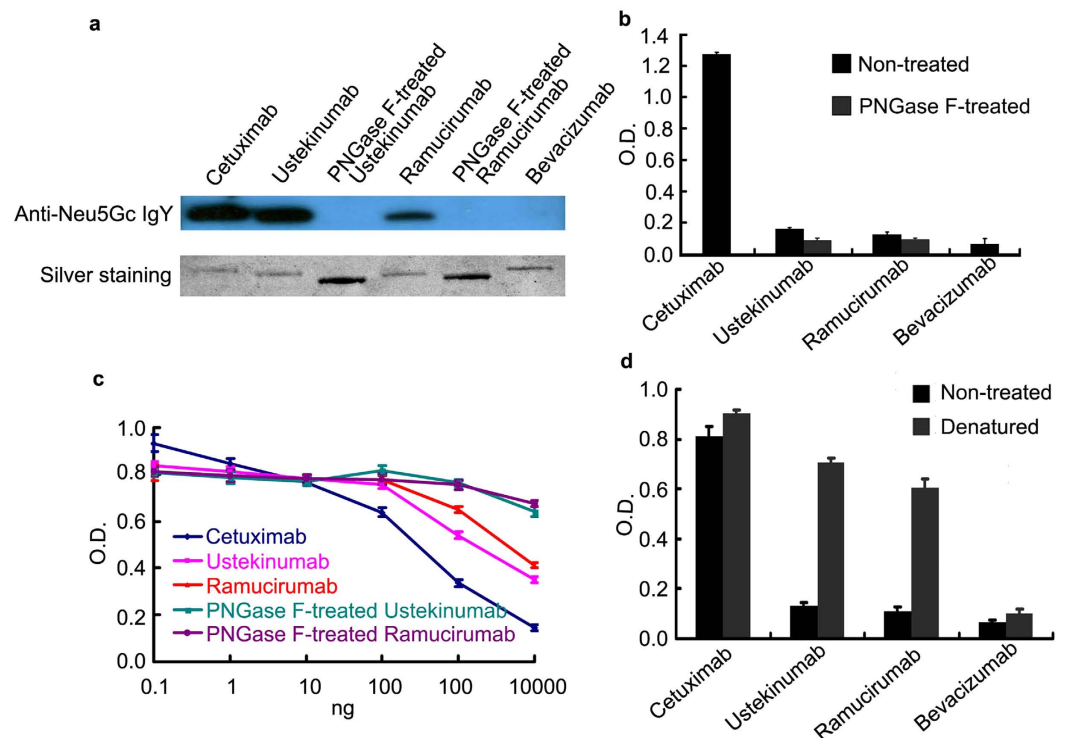 a
Cetuximab
Ustekinumab
PNGase F-treated
Ustekinumab
Ramucirumab
PNGase F-treated
Ramucirumab
Bevacizumab
Anti-Neu5Gc IgY
Silver staining
b
1.4
1.2
1.0
1.8
1.6
1.4
0.2
0.0
O.D.
Non-treated
PNGase F-treated
Cetuximab
Ustekinumab
Ramucirumab
Bevacizumab
c
1.0
0.8
0.6
0.4
0.2
0.0
O.D.
Cetuximab
Ustekinumab
Ramucirumab
PNGase F-treated Ustekinumab
PNGase F-treated Ramucirumab
0.1
1
10
100
100
10000
ng
d
1.0
0.8
0.6
0.4
0.2
0.0
O.D.
Non-treated
Denatured
Cetuximab
Ustekinumab
Ramucirumab
Bevacizumab